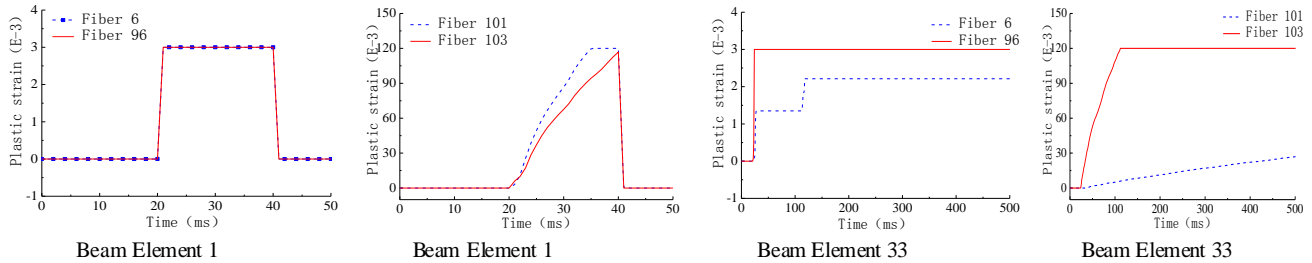 Plastic strain (E-3)
4
3
2
1
0
-1
Fiber 6
Fiber 96
0 10 20 30 40 50
Time (ms)
Beam Element 1
Plastic strain (E-3)
150
120
90
60
30
0
Fiber 101
Fiber 103
0 10 20 30 40 50
Time (ms)
Beam Element 1
Plastic strain (E-3)
4
3
2
1
0
-1
Fiber 6
Fiber 96
0 100 200 300 400 500
Time (ms)
Beam Element 33
Plastic strain (E-3)
150
120
90
60
30
0
Fiber 101
Fiber 103
0 100 200 300 400 500
Time (ms)
Beam Element 33